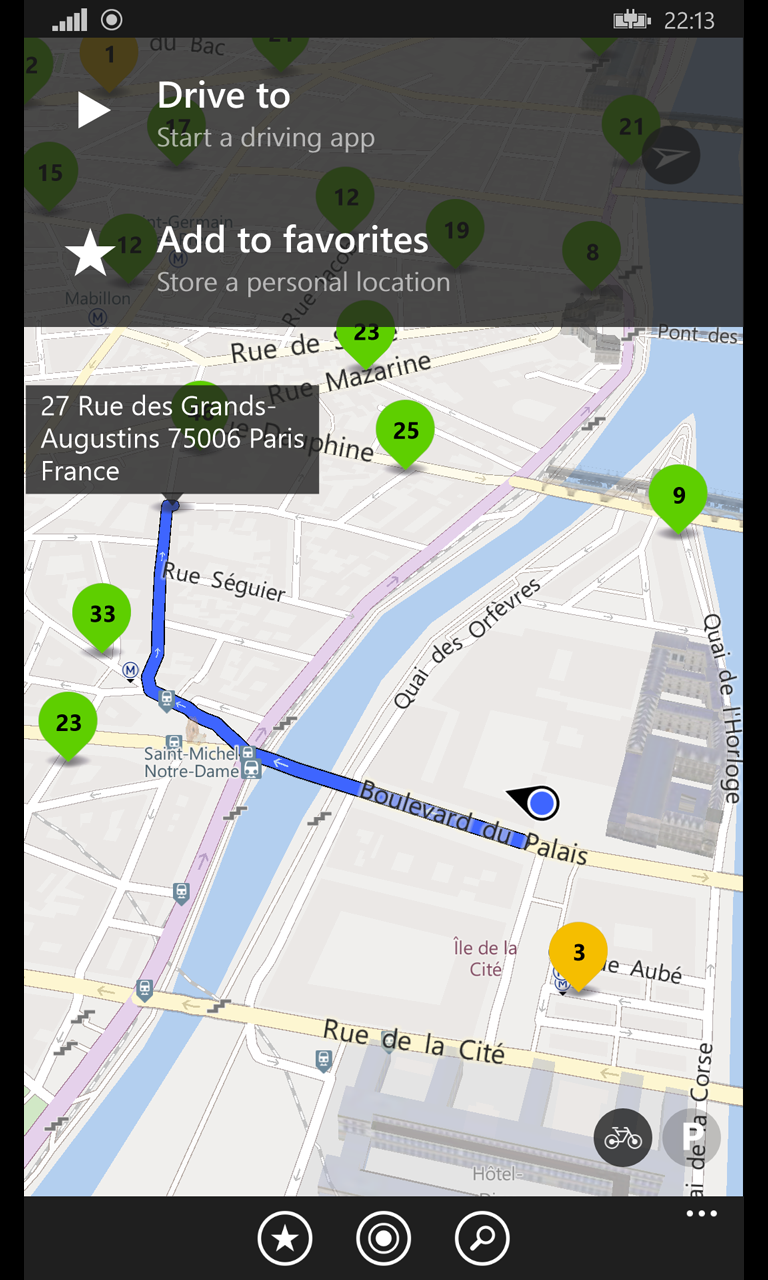 22:13
du Bac
21
2
1
Drive to
17
Start a driving app
21
15
12
12
19
Add to favorites
8
Store a personal location
Mabillon
M
23
Pont des
Rue de
Rue Mazarine
27 Rue des Grands-
Augustins 75006 Paris
France
Dauphine
25
9
Rue Séguier
33
M
Quai des Orfèvres
Quai de l'Horloge
23
Saint-Michel
Notre-Dame
Boulevard du Palais
Île de la
Cité
3
Aubé
M
Rue de la Cité
de la Corse
P
Hôtel-